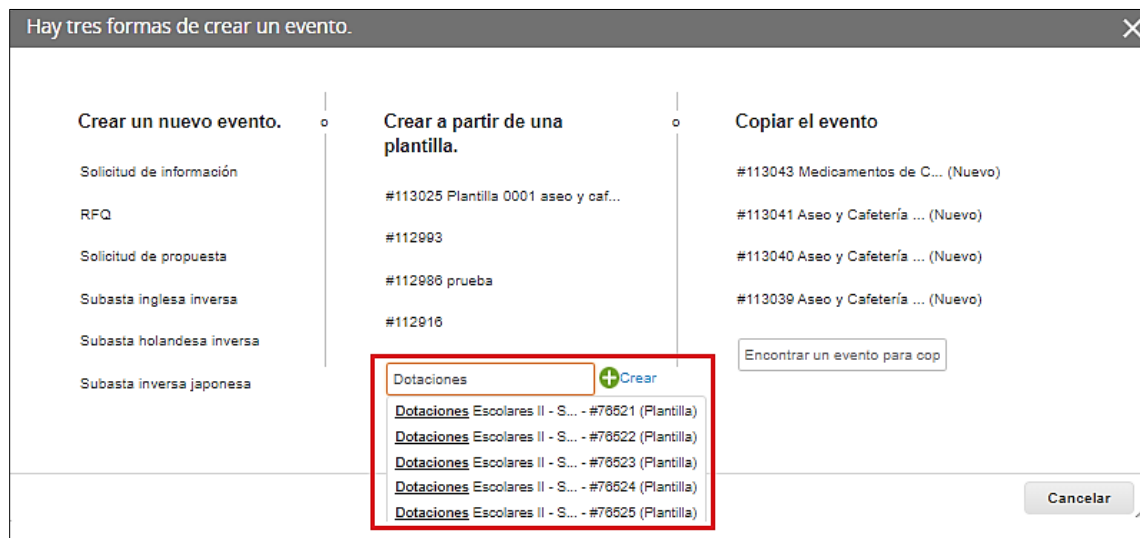 Hay tres formas de crear un evento.
Crear un nuevo evento.
Solicitud de información
RFQ
Solicitud de propuesta
Subasta inglesa inversa
Subasta holandesa inversa
Subasta inversa japonesa
o
Crear a partir de una
plantilla.
#113025 Plantilla 0001 aseo y caf...
#112993
#112986 prueba
#112916
Dotaciones
Crear
Dotaciones Escolares II - S... - #76521 (Plantilla)
Dotaciones Escolares II - S... - #76522 (Plantilla)
Dotaciones Escolares II - S... - #76523 (Plantilla)
Dotaciones Escolares II - S... - #76524 (Plantilla)
Dotaciones Escolares II - S... - #76525 (Plantilla)
o
Copiar el evento
#113043 Medicamentos de C... (Nuevo)
#113041 Aseo y Cafetería ... (Nuevo)
#113040 Aseo y Cafetería ... (Nuevo)
#113039 Aseo y Cafetería ... (Nuevo)
Encontrar un evento para cop
Cancelar